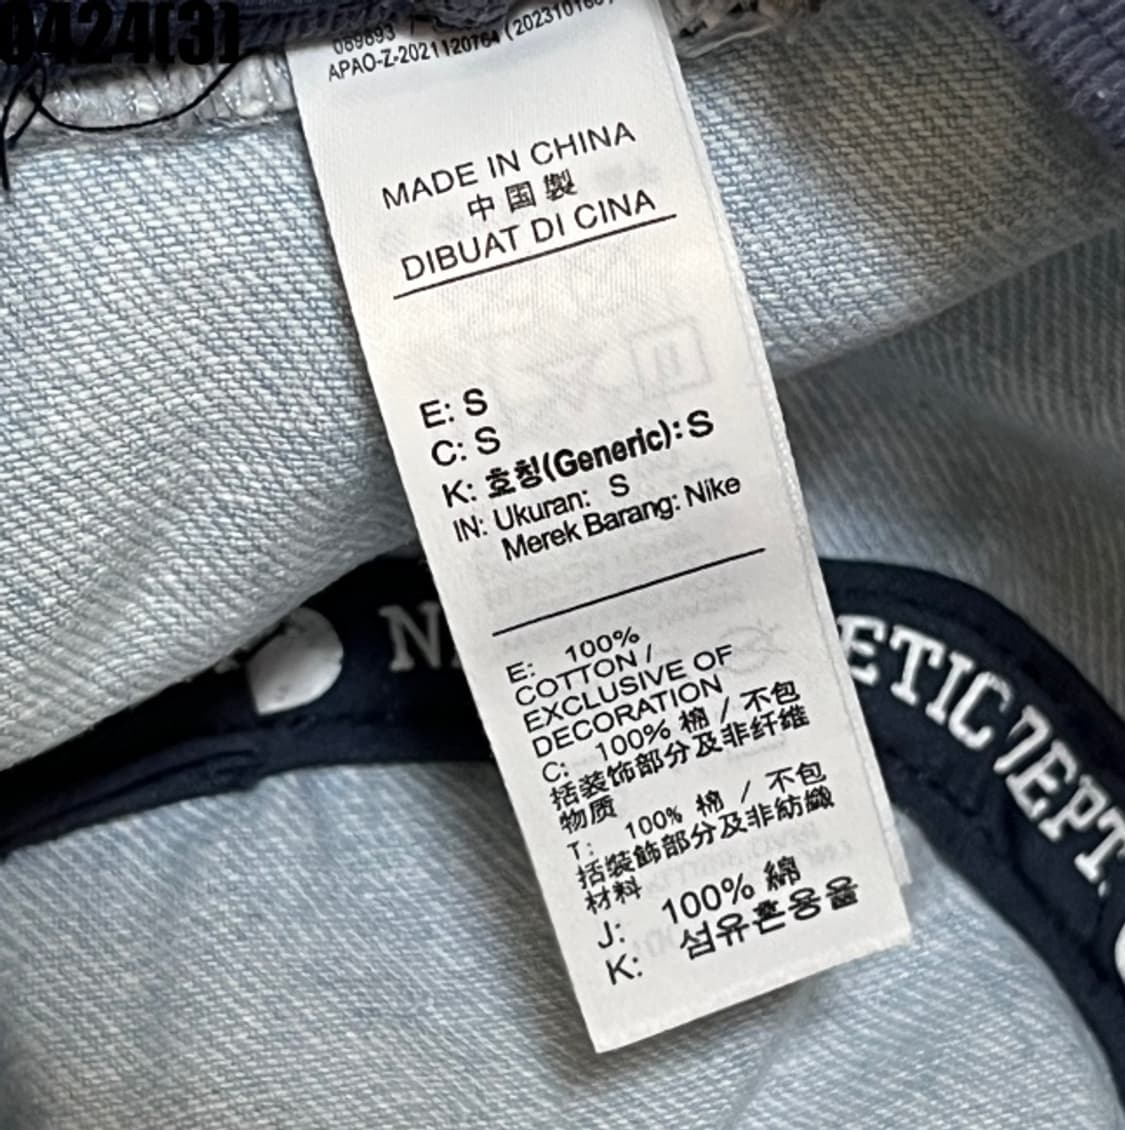 0424(3)
069893
APAO-Z-2021120764 (20231016
MADE IN CHINA
中国製
DIBUAT DI CINA
E: S
C: S
K: 호칭(Generic): S
IN: Ukuran: S
Merek Barang: Nike
E: 100%
COTTON /
EXCLUSIVE OF
DECORATION
C: 100% 棉 / 不包
括装饰部分及非纤维
物质
T: 100% 棉 / 不包
括裝飾部分及非紡織
材料
J: 100% 綿
K: 섬유혼용율
N
ETIC DEPT.